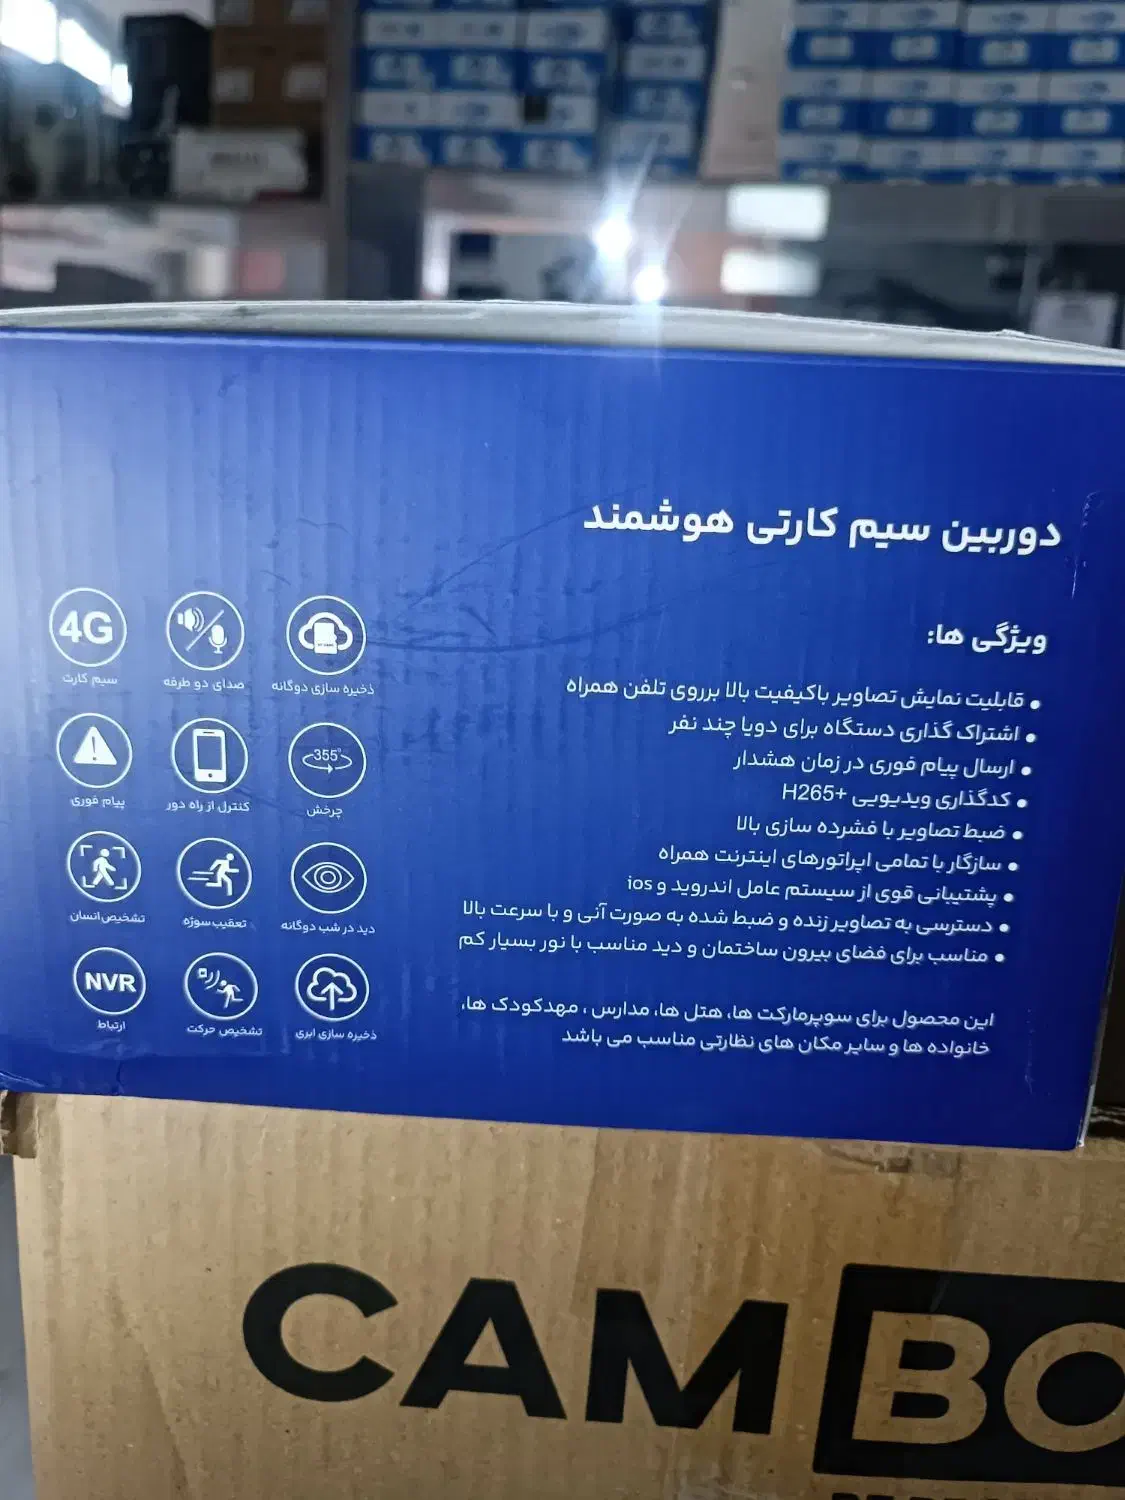 دوربین سیم کارتی هوشمند
ویژگی ها:
• قابلیت نمایش تصاویر باکیفیت بالا برروی تلفن همراه
• اشتراک گذاری دستگاه برای دویا چند نفر
• ارسال پیام فوری در زمان هشدار
• کدگذاری ویدیویی +H265
• ضبط تصاویر با فشرده سازی بالا
• سازگار با تمامی اپراتورهای اینترنت همراه
• پشتیبانی قوی از سیستم عامل اندروید و ios
• دسترسی به تصاویر زنده و ضبط شده به صورت آنی و با سرعت بالا
• مناسب برای فضای بیرون ساختمان و دید مناسب با نور بسیار کم
این محصول برای سوپرمارکت ها، هتل ها، مدارس ، مهدکودک ها،
خانواده ها و سایر مکان های نظارتی مناسب می باشد
4G
ذخیره سازی دوگانه
صدای دو طرفه
سیم کارت
355°
چرخش
کنترل از راه دور
پیام فوری
دید در شب دوگانه
تعقیب سوژه
تشخیص انسان
NVR
ذخیره سازی ابری
تشخیص حرکت
ارتباط
CAMBO